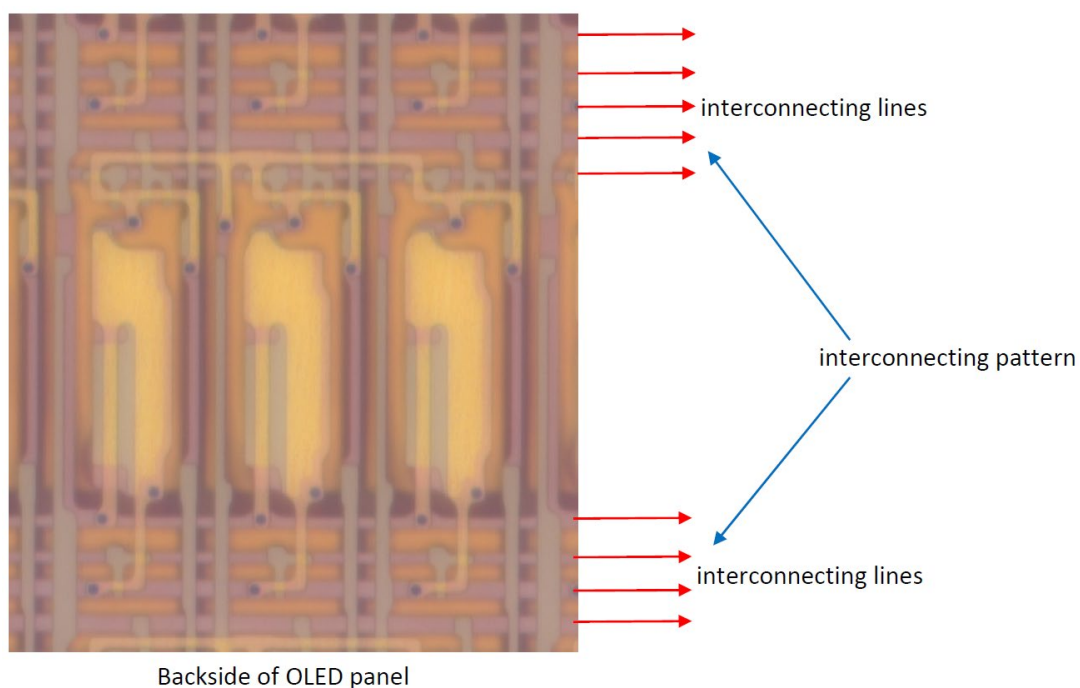 interconnecting lines
interconnecting pattern
interconnecting lines
Backside of OLED panel